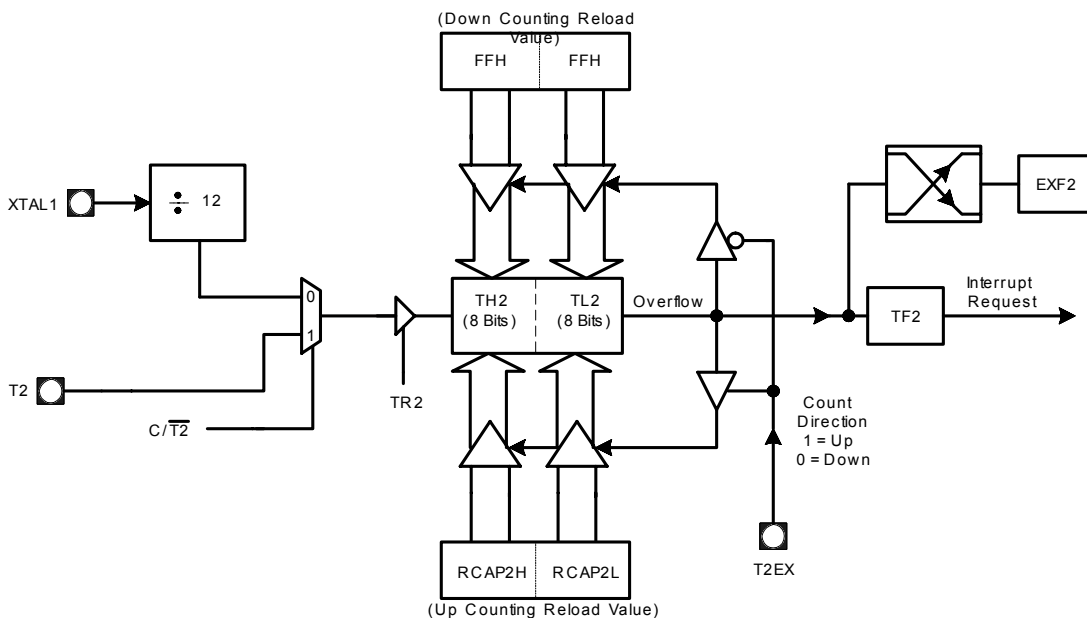 (Down Counting Reload
Value)
FFH FFH
XTAL1
÷ 12
EXF2
0
TH2
(8 Bits)
TL2
(8 Bits)
Overflow
Interrupt
Request
TF2
1
T2
TR2
C/T2
Count
Direction
1 = Up
0 = Down
T2EX
RCAP2H RCAP2L
(Up Counting Reload Value)